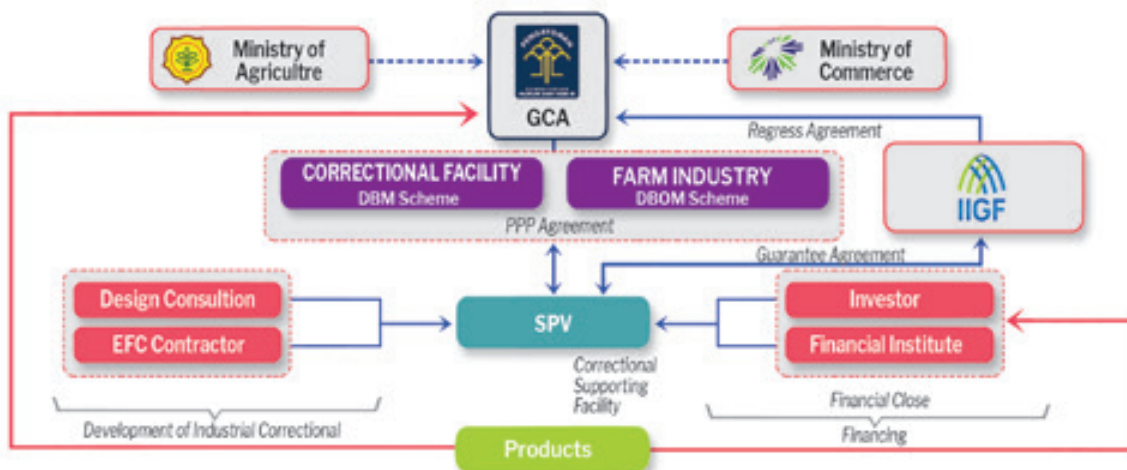 Ministry of
Agricultre
PENGAYOMAN
GCA
Ministry of
Commerce
Regress Agreement
CORRECTIONAL FACILITY
DBM Scheme
FARM INDUSTRY
DBOM Scheme
PPP Agreement
IIGF
Guarantee Agreement
Design Consultion
EFC Contractor
SPV
Investor
Financial Institute
Correctional
Supporting
Facility
Development of Industrial Correctional
Financial Close
Financing
Products